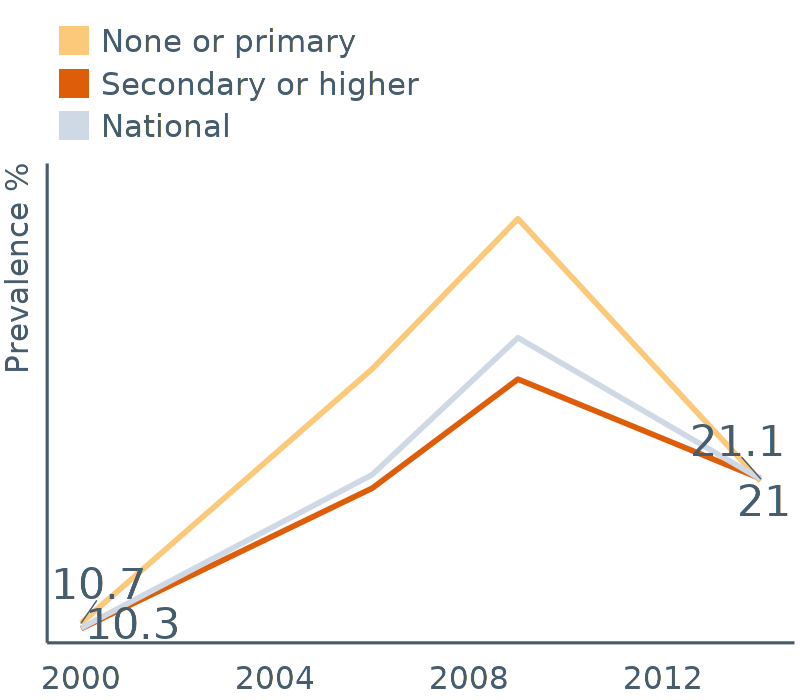 None or primary
Secondary or higher
National
Prevalence %
21.1
21
10.7
10.3
2000 2004 2008 2012